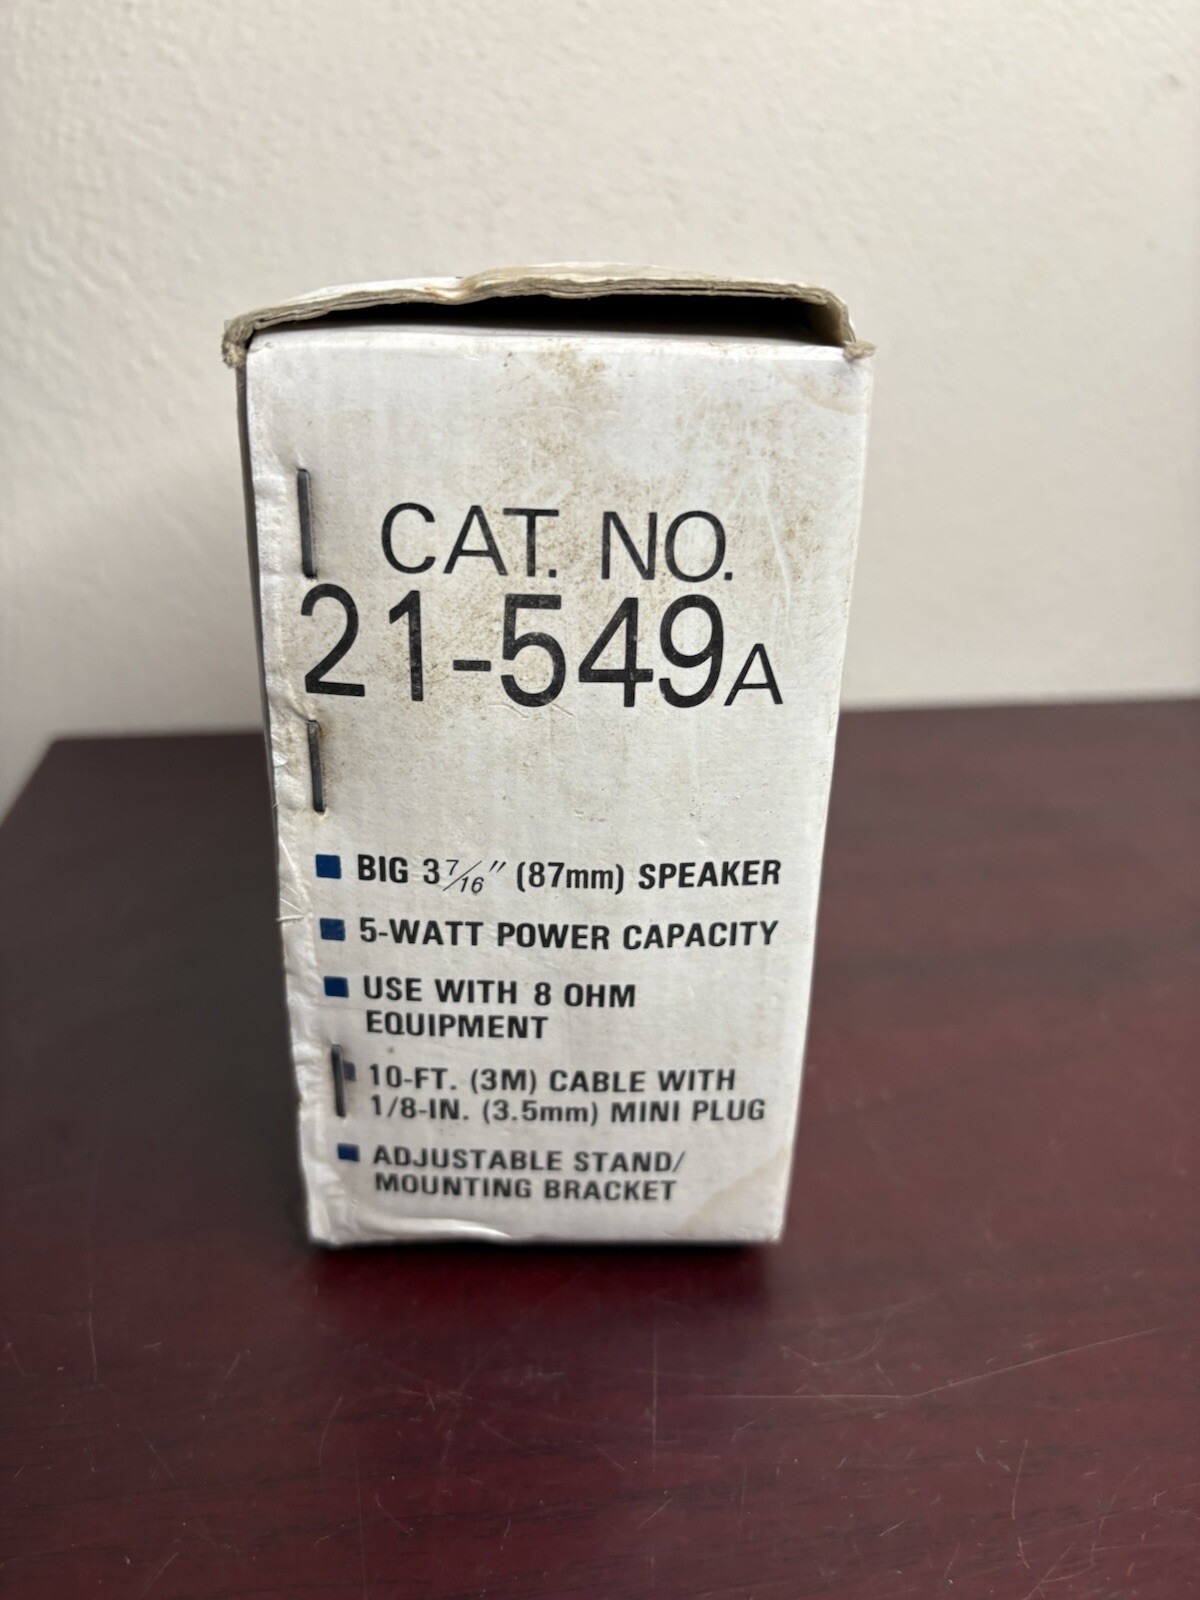 CAT. NO.
21-549A
BIG 3 7/16" (87mm) SPEAKER
5-WATT POWER CAPACITY
USE WITH 8 OHM
EQUIPMENT
10-FT. (3M) CABLE WITH
1/8-IN. (3.5mm) MINI PLUG
ADJUSTABLE STAND/
MOUNTING BRACKET